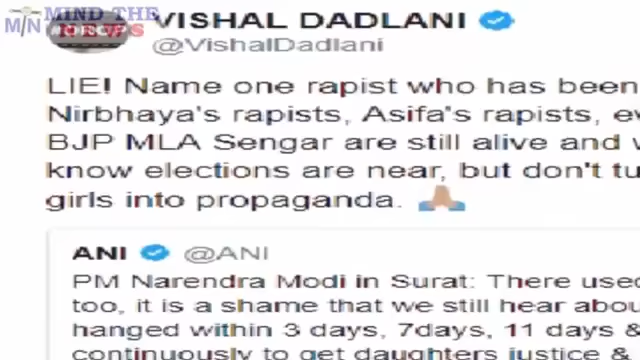 MIND THE
NEWS
MN
VISHAL DADLANI
@VishalDadlani
LIE! Name one rapist who has been
Nirbhaya's rapists, Asifa's rapists, e
BJP MLA Sengar are still alive and
know elections are near, but don't tu
girls into propaganda. 🙏
ANI @ANI
PM Narendra Modi in Surat: There used
too, it is a shame that we still hear abou
hanged within 3 days, 7days, 11 days &
continuously to get daughters justice &